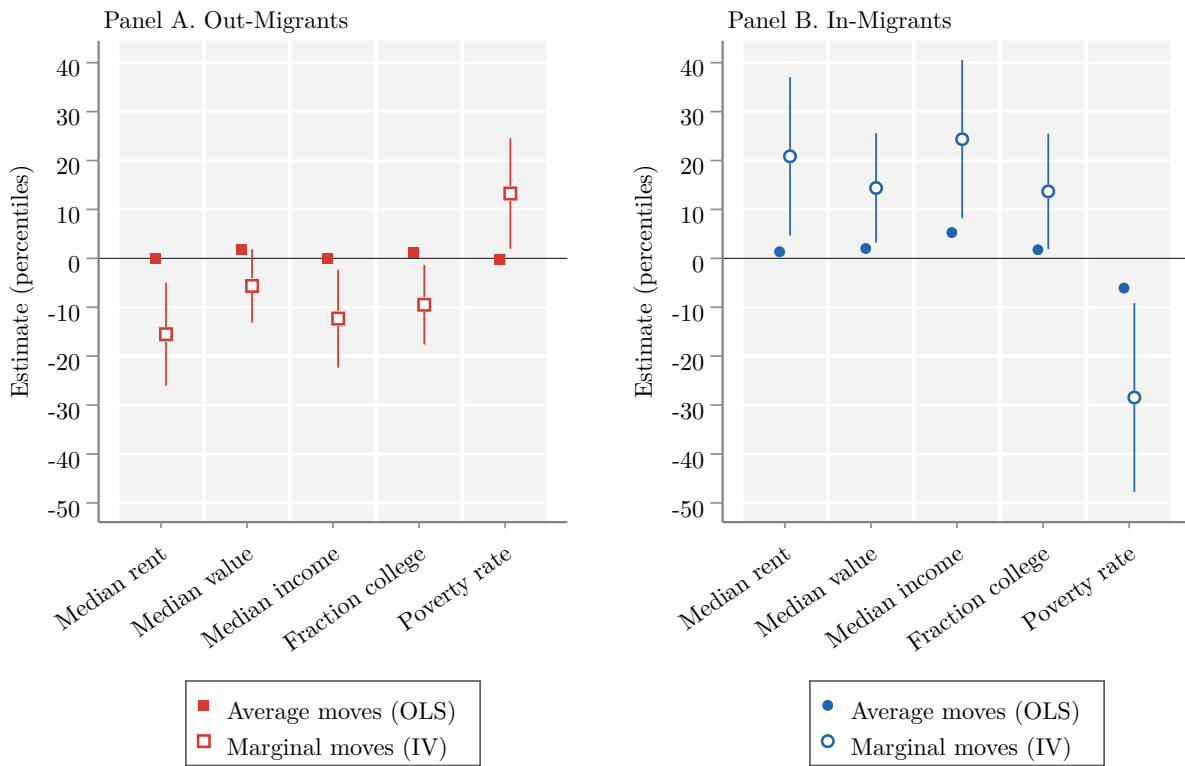 Panel A. Out-Migrants
Estimate (percentiles)
40
30
20
10
0
-10
-20
-30
-40
-50
Median rent
Median value
Median income
Fraction college
Poverty rate
Average moves (OLS)
Marginal moves (IV)
Panel B. In-Migrants
Estimate (percentiles)
40
30
20
10
0
-10
-20
-30
-40
-50
Median rent
Median value
Median income
Fraction college
Poverty rate
Average moves (OLS)
Marginal moves (IV)